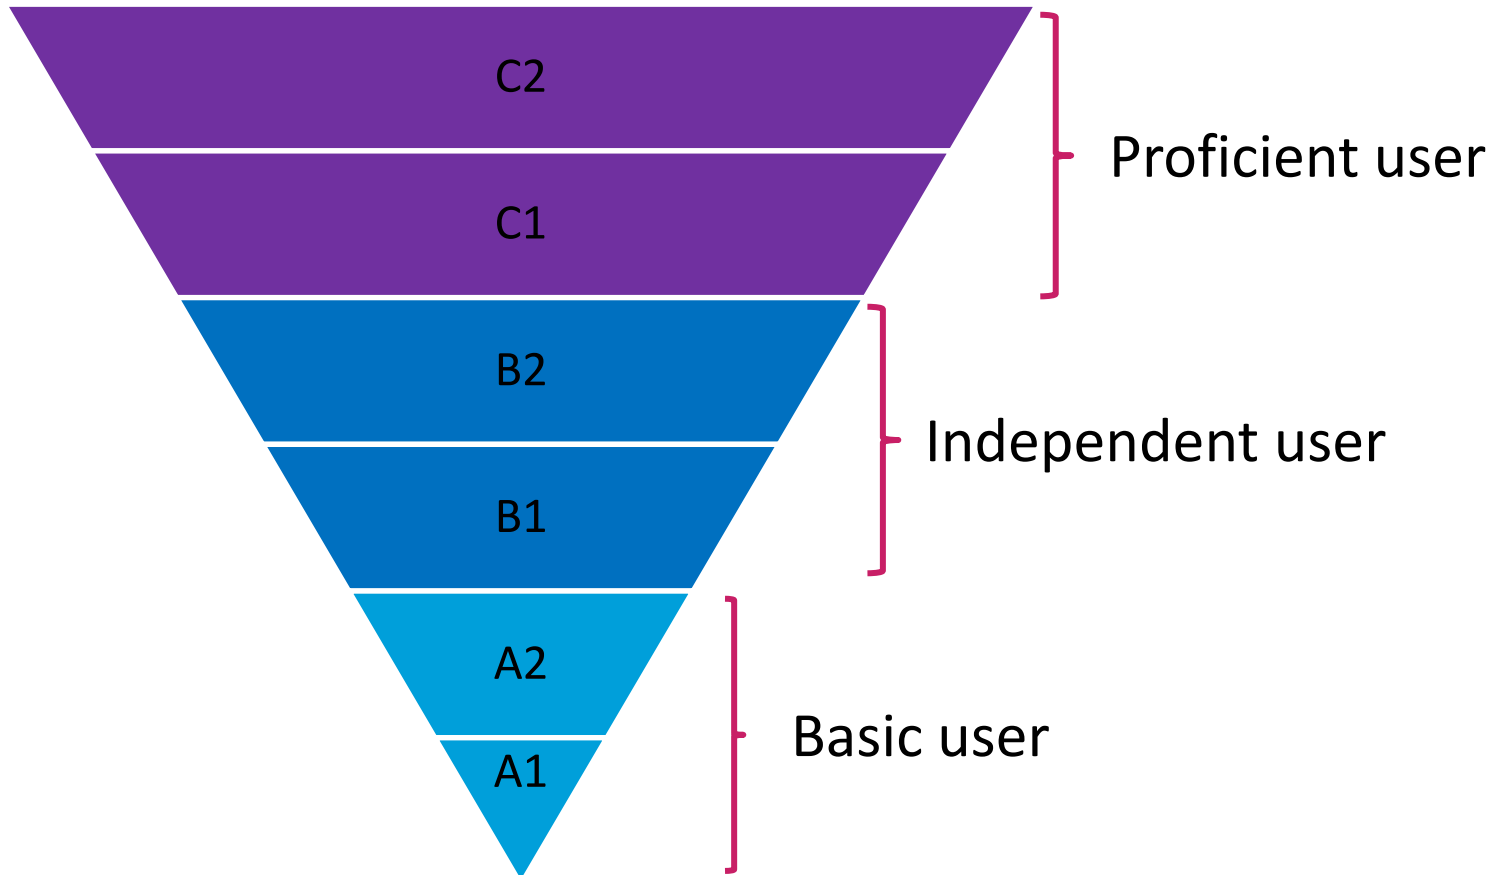 C2
Proficient user
C1
B2
Independent user
B1
A2
Basic user
A1